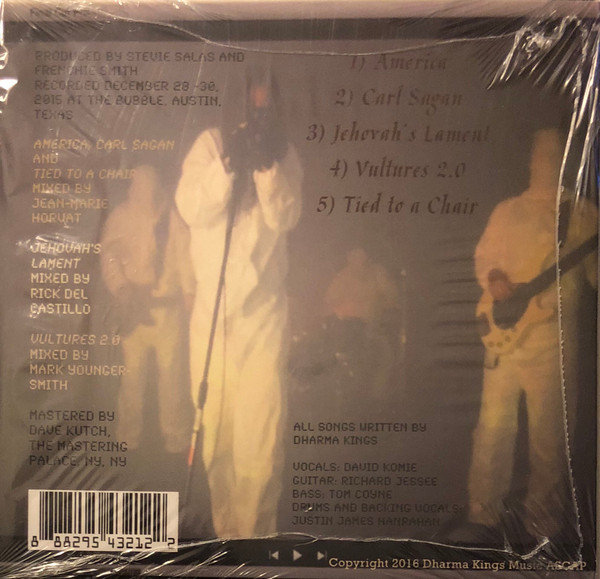 PRODUCED BY STEVIE SALAS AND
FRENCHIE SMITH
RECORDED DECEMBER 28-30,
2015 AT THE BUBBLE, AUSTIN,
TEXAS
AMERICA, CARL SAGAN
AND
TIED TO A CHAIR
MIXED BY
JEAN-MARIE
HORVAT
JEHOVAH'S
LAMENT
MIXED BY
RICK DEL
CASTILLO
VULTURES 2.0
MIXED BY
MARK YOUNGER-
SMITH
MASTERED BY
DAVE KUTCH,
THE MASTERING
PALACE, NY, NY
1) America
2) Carl Sagan
3) Jehovah's Lament
4) Vultures 2.0
5) Tied to a Chair
ALL SONGS WRITTEN BY
DHARMA KINGS
VOCALS: DAVID KOMIE
GUITAR: RICHARD JESSEE
BASS: TOM COYNE
DRUMS AND BACKING VOCALS:
JUSTIN JAMES HANRAHAN
8 88295 43212 2
Copyright 2016 Dharma Kings Music ASCAP